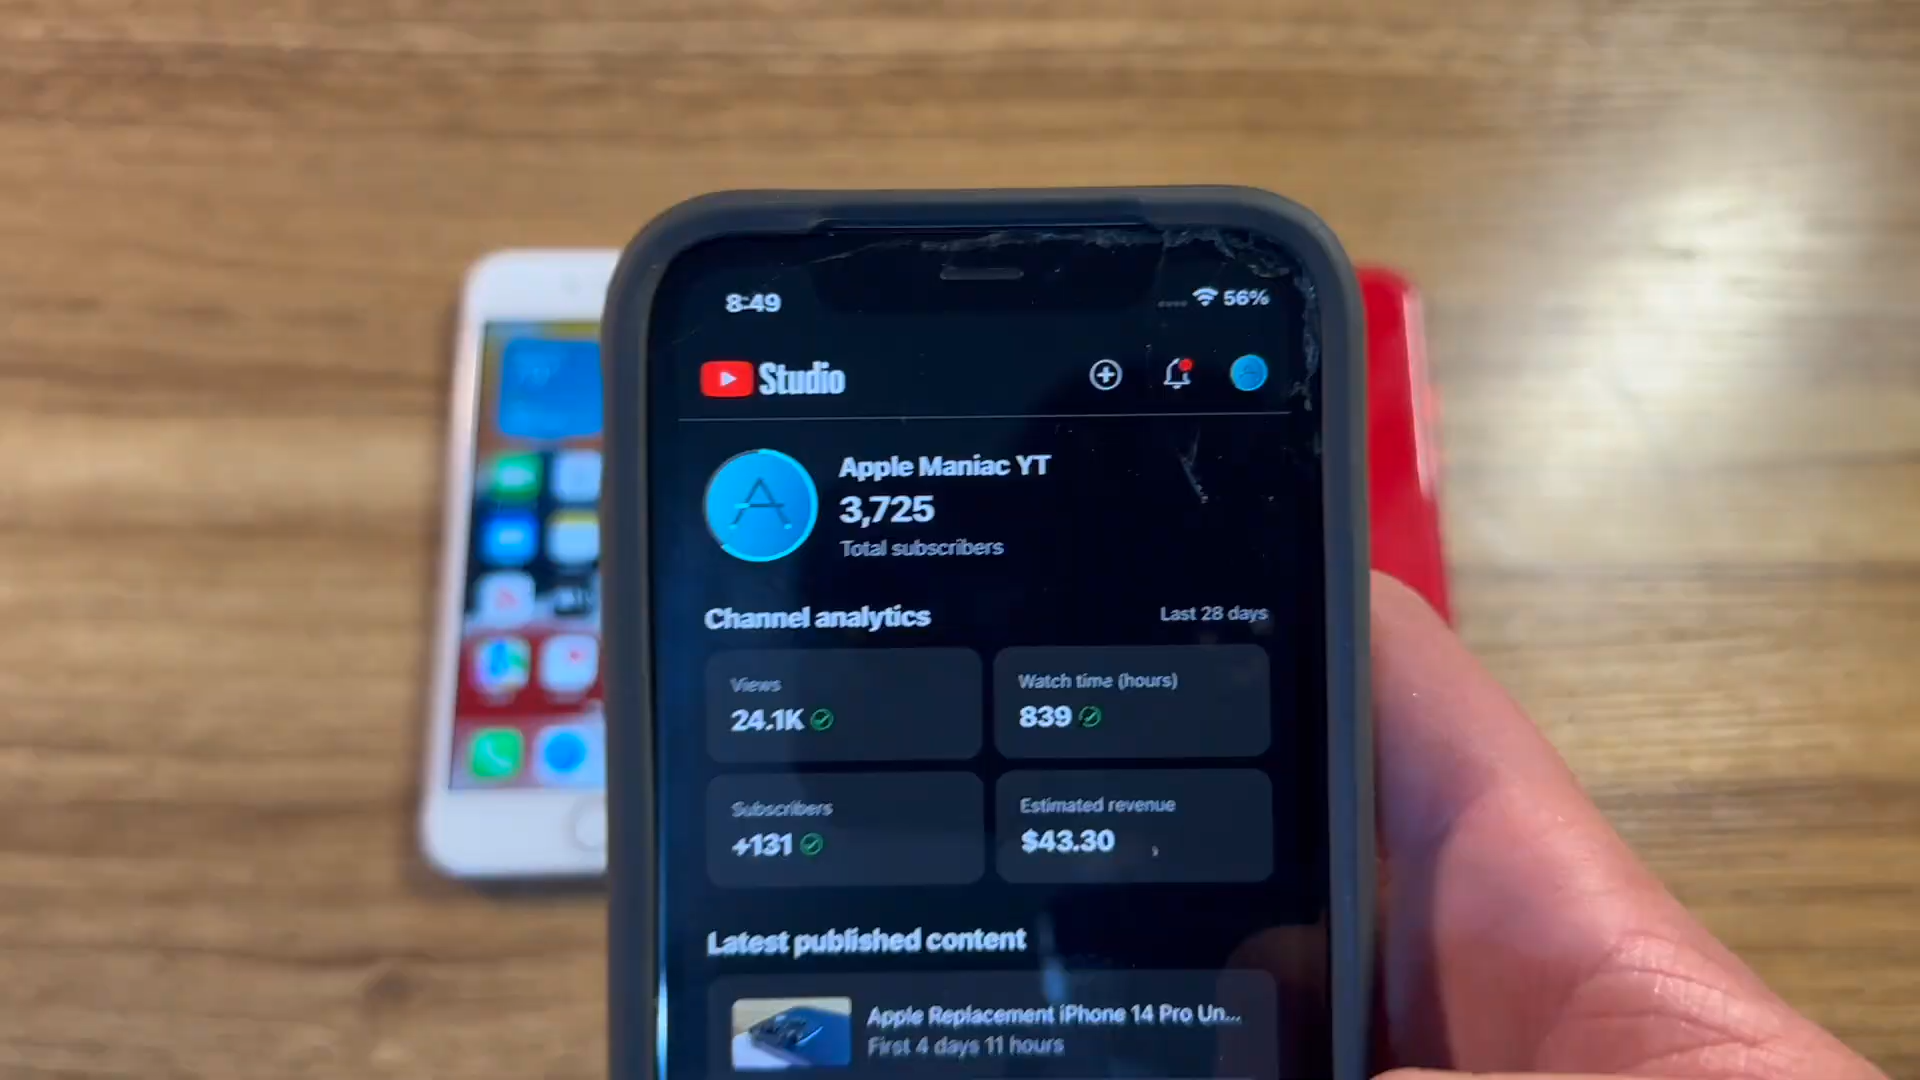 8:49
56%
Studio
Apple Maniac YT
3,725
Total subscribers
Channel analytics
Last 28 days
Views
24.1K
Watch time (hours)
839
Subscribers
+131
Estimated revenue
$43.30
Latest published content
Apple Replacement iPhone 14 Pro Un...
First 4 days 11 hours